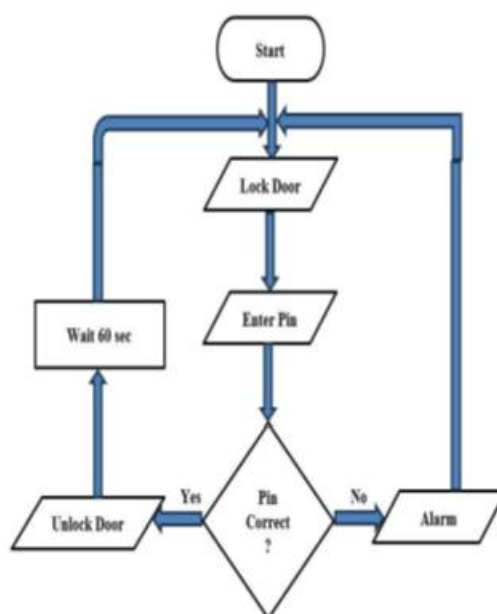 Start
Lock Door
Enter Pin
Wait 60 sec
Yes
Pin
Correct
?
No
Unlock Door
Alarm